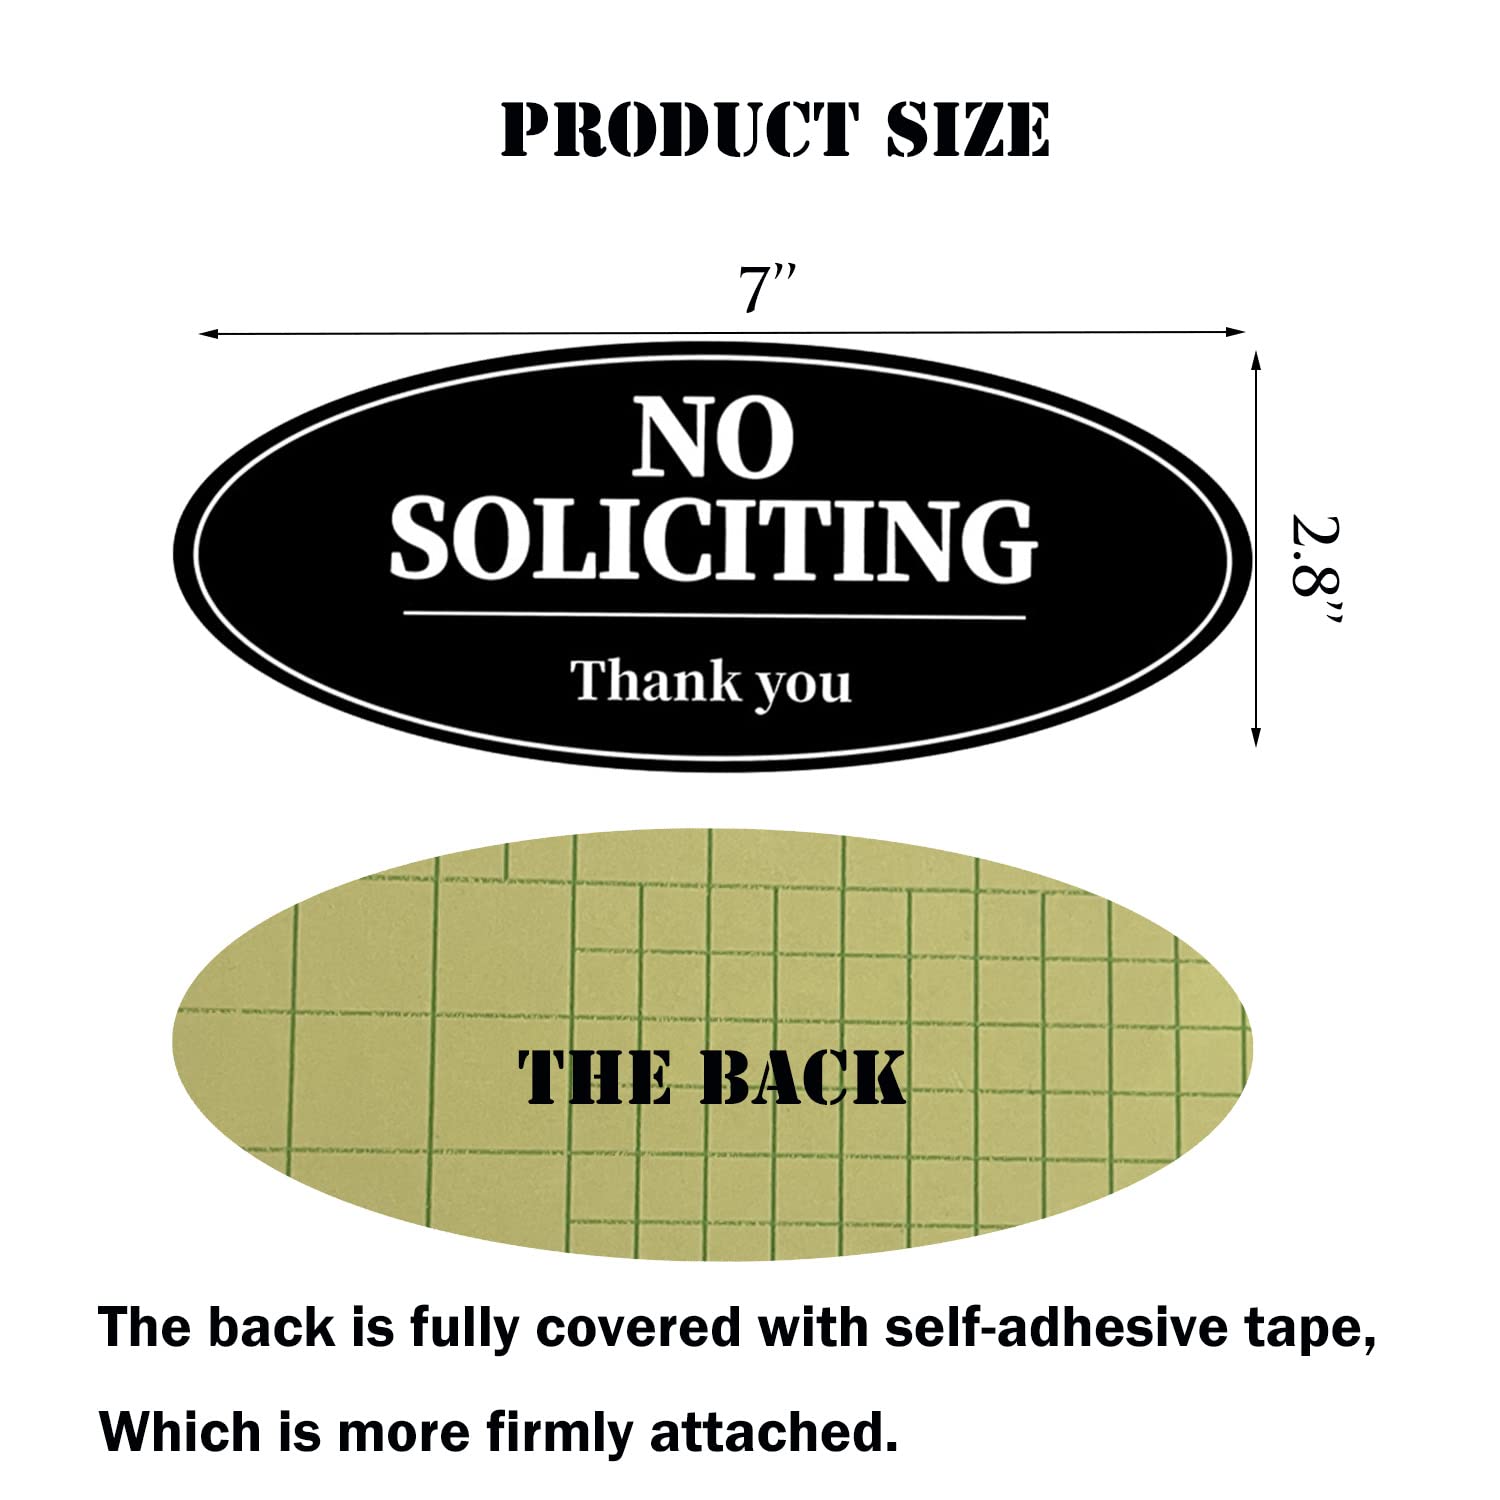 PRODUCT SIZE
7’’
NO
SOLICITING
Thank you
2.8’’
THE BACK
The back is fully covered with self-adhesive tape,
Which is more firmly attached.